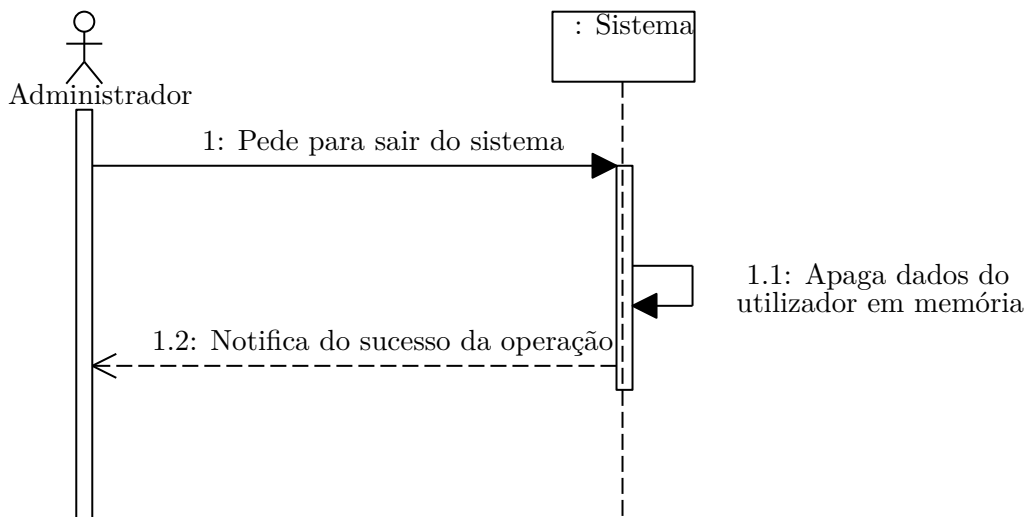 : Sistema
Administrador
1: Pede para sair do sistema
1.1: Apaga dados do
utilizador em memória
1.2: Notifica do sucesso da operação